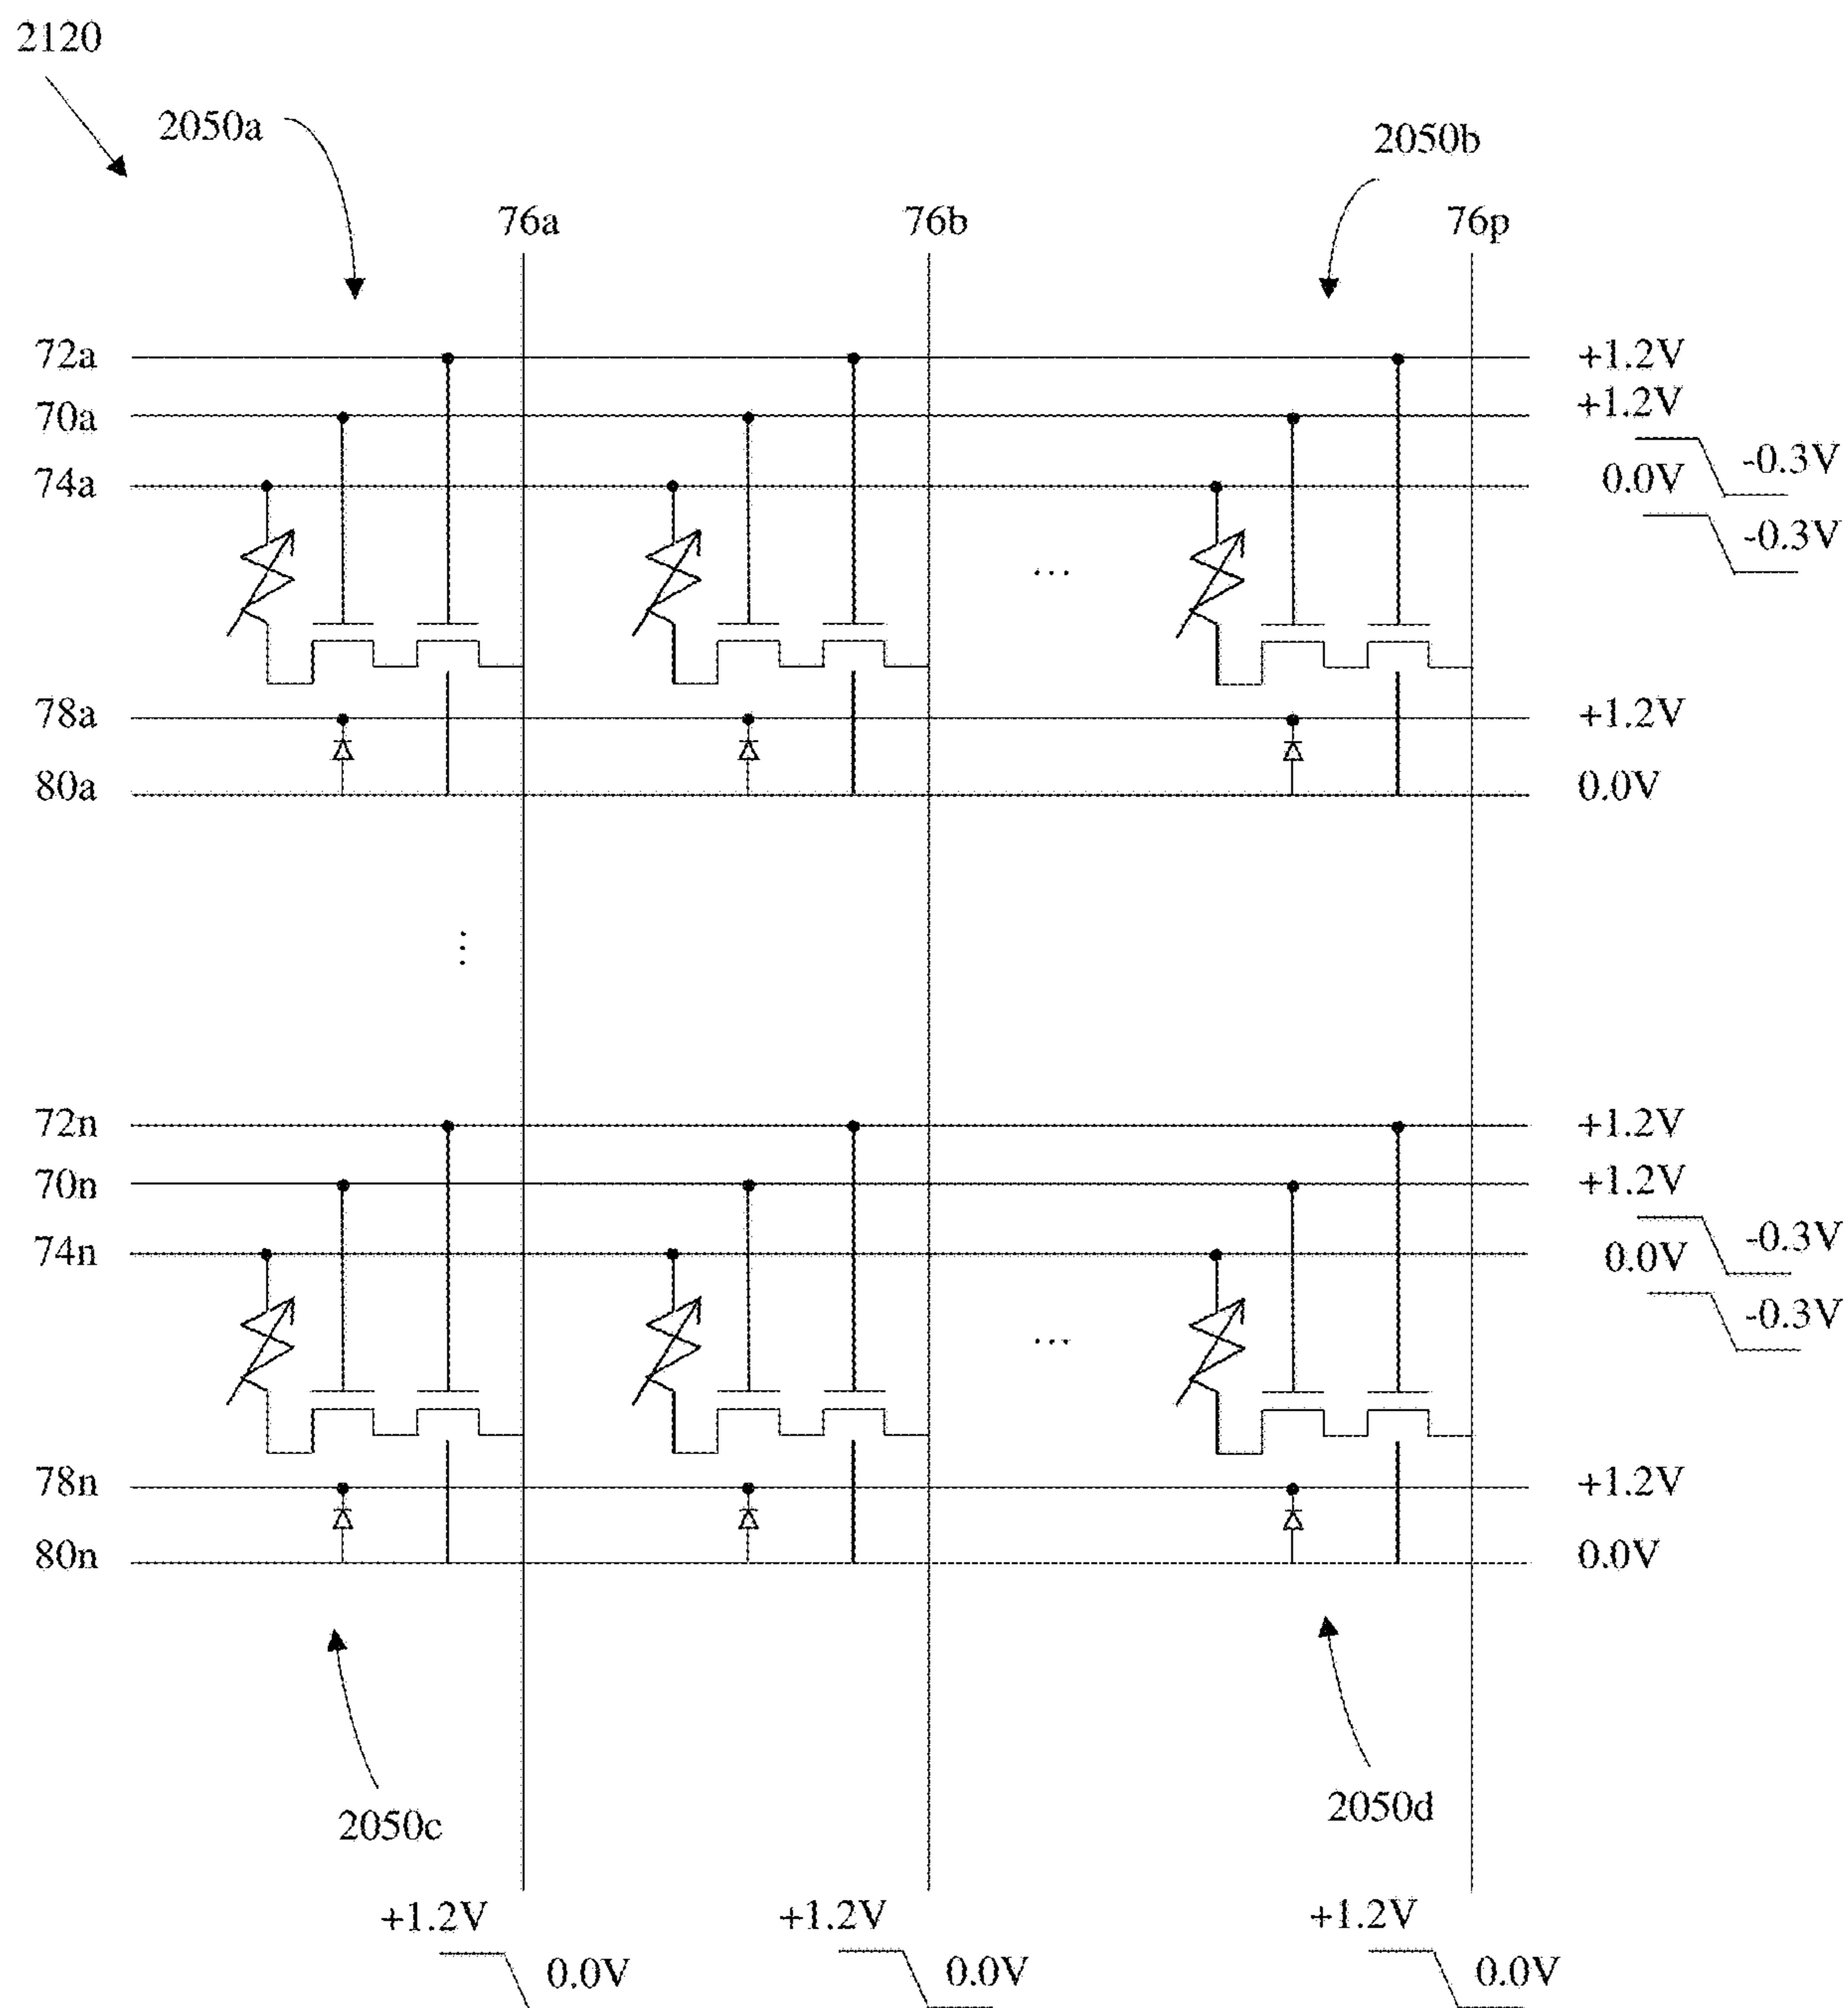 2120
2050a
2050b
76a 76b 76p
72a +1.2V
70a +1.2V
-0.3V
74a 0.0V
-0.3V
...
78a +1.2V
80a 0.0V
...
72n +1.2V
70n +1.2V
-0.3V
74n 0.0V
-0.3V
...
78n +1.2V
80n 0.0V
2050c 2050d
+1.2V +1.2V +1.2V
0.0V 0.0V 0.0V